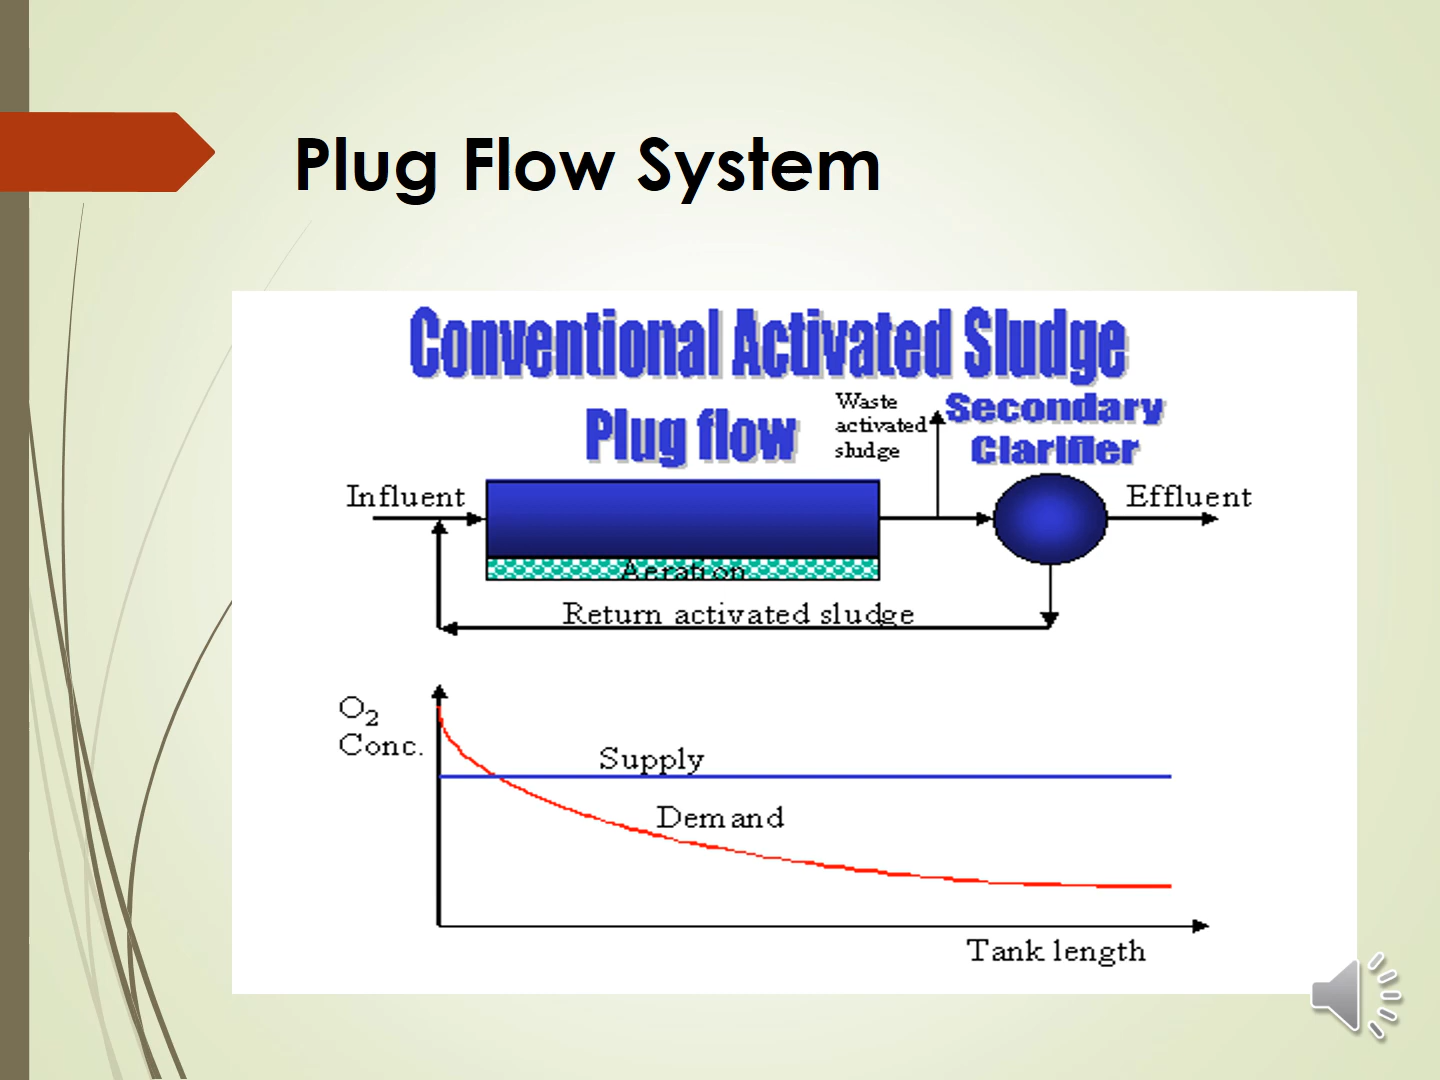 Plug Flow System
Conventional Activated Sludge
Plug flow
Waste
activated
sludge
Secondary
Clarifier
Influent
Effluent
Aeration
Return activated sludge
O₂
Conc.
Supply
Demand
Tank length